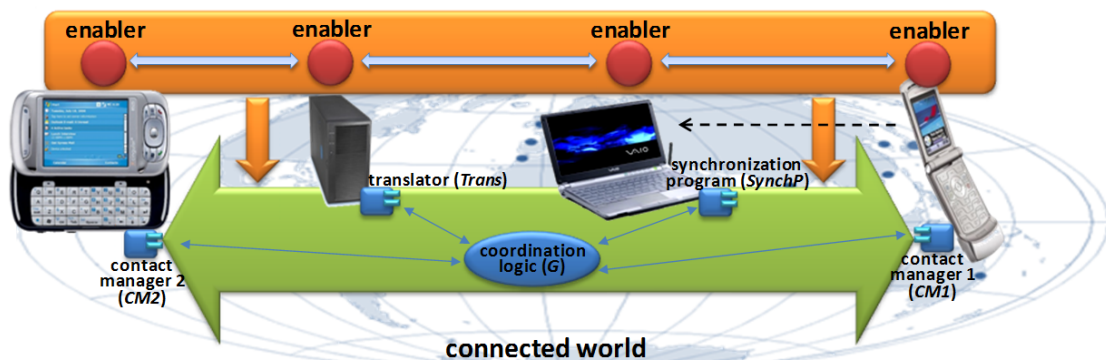 enabler
enabler
enabler
enabler
translator (Trans)
synchronization
program (SynchP)
VAIO
coordination
logic (G)
contact
manager 2
(CM2)
contact
manager 1
(CM1)
connected world